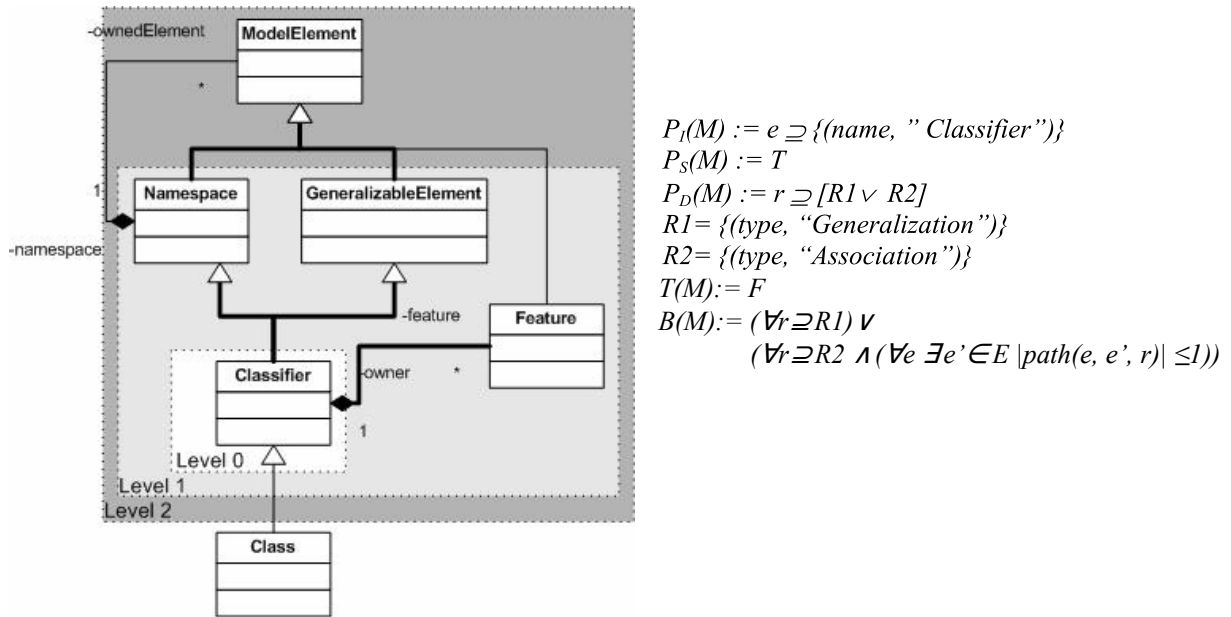 -ownedElement
ModelElement
*
1
Namespace
GeneralizableElement
-namespace
-feature
Feature
Classifier
-owner
*
1
Level 0
Level 1
Level 2
Class
P_I(M) := e ⊇ {(name, ” Classifier”)}
P_S(M) := T
P_D(M) := r ⊇ [R1 ∨ R2]
R1= {(type, “Generalization”)}
R2= {(type, “Association”)}
T(M):= F
B(M):= (∀r⊇R1) ∨
(∀r⊇R2 ∧ (∀e ∃e’∈E |path(e, e’, r)| ≤1))